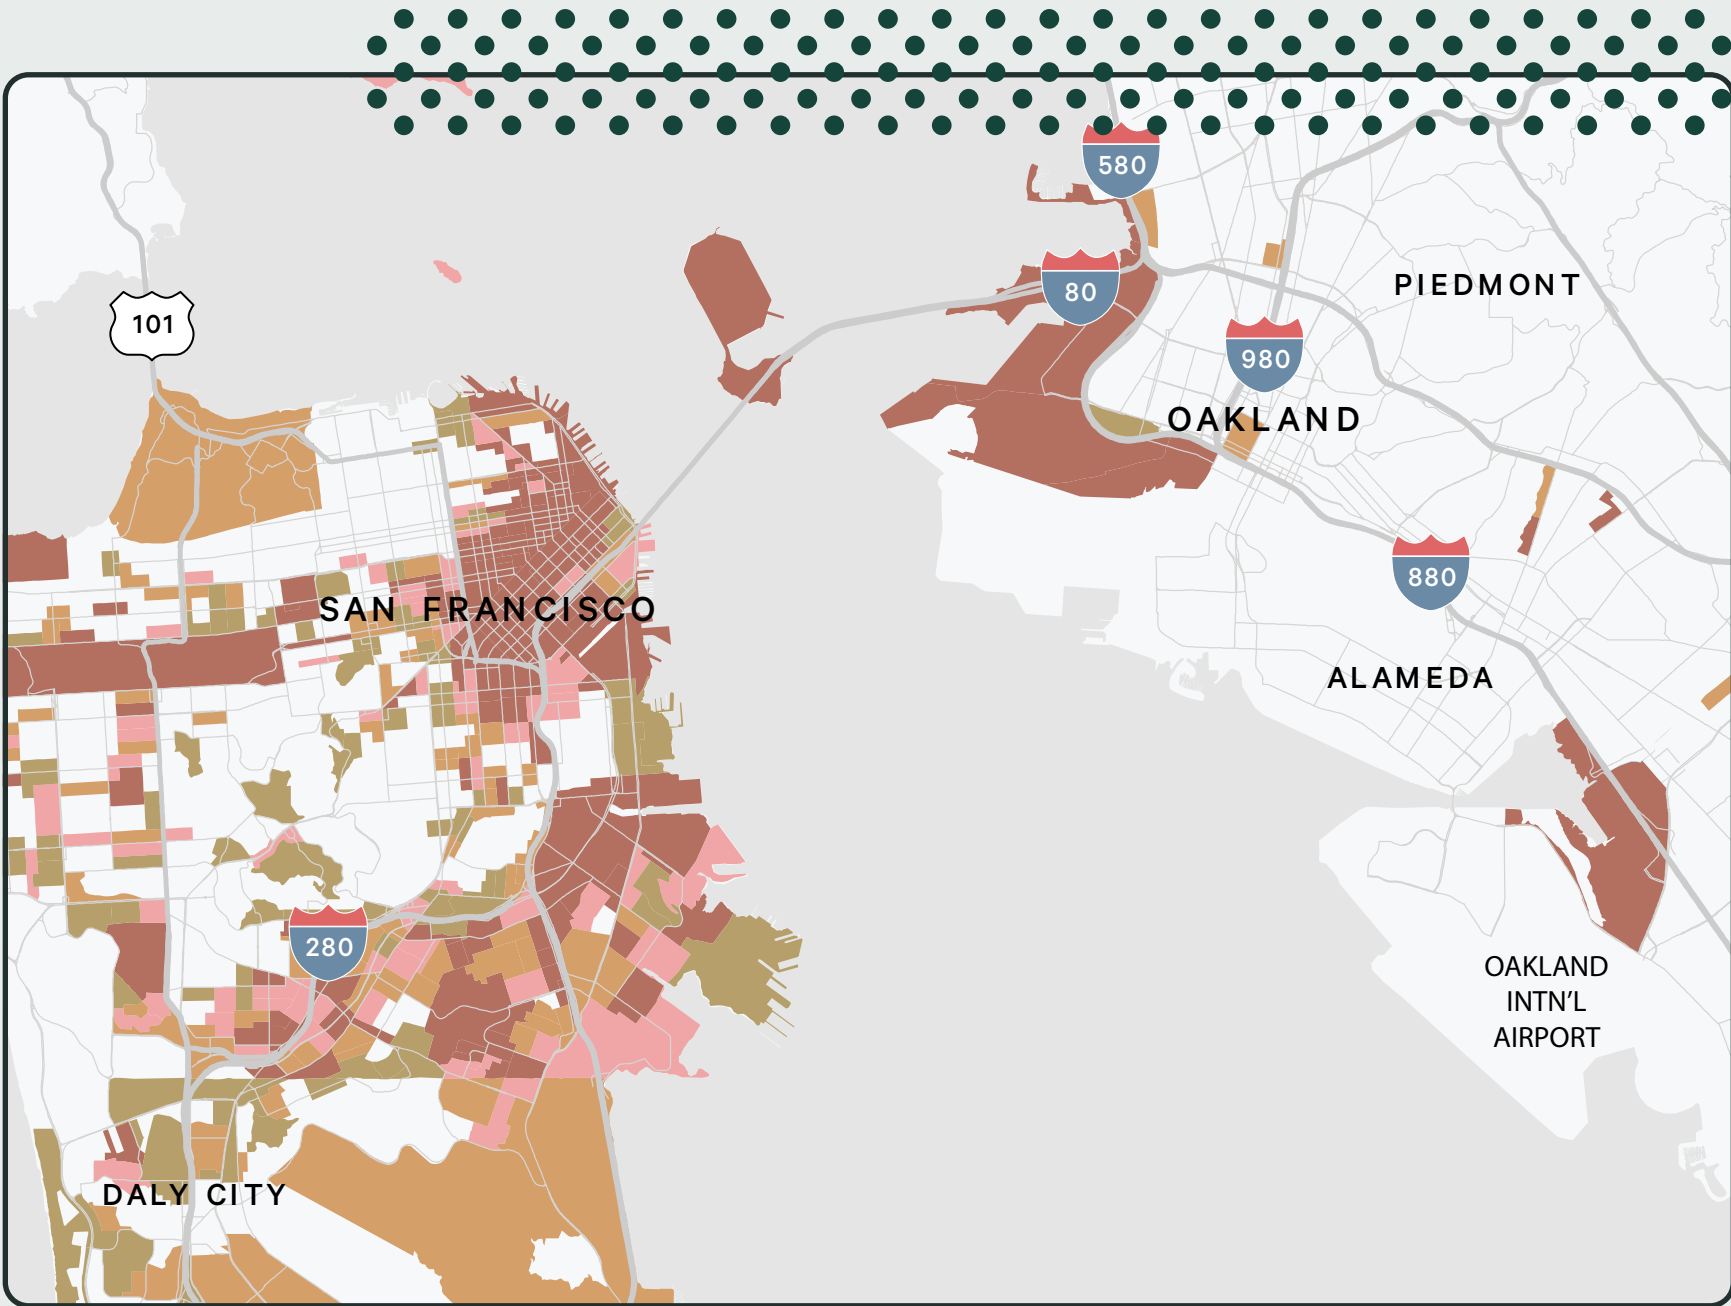 580
80
PIEDMONT
101
980
OAKLAND
880
SAN FRANCISCO
ALAMEDA
280
OAKLAND
INTN'L
AIRPORT
DALY CITY